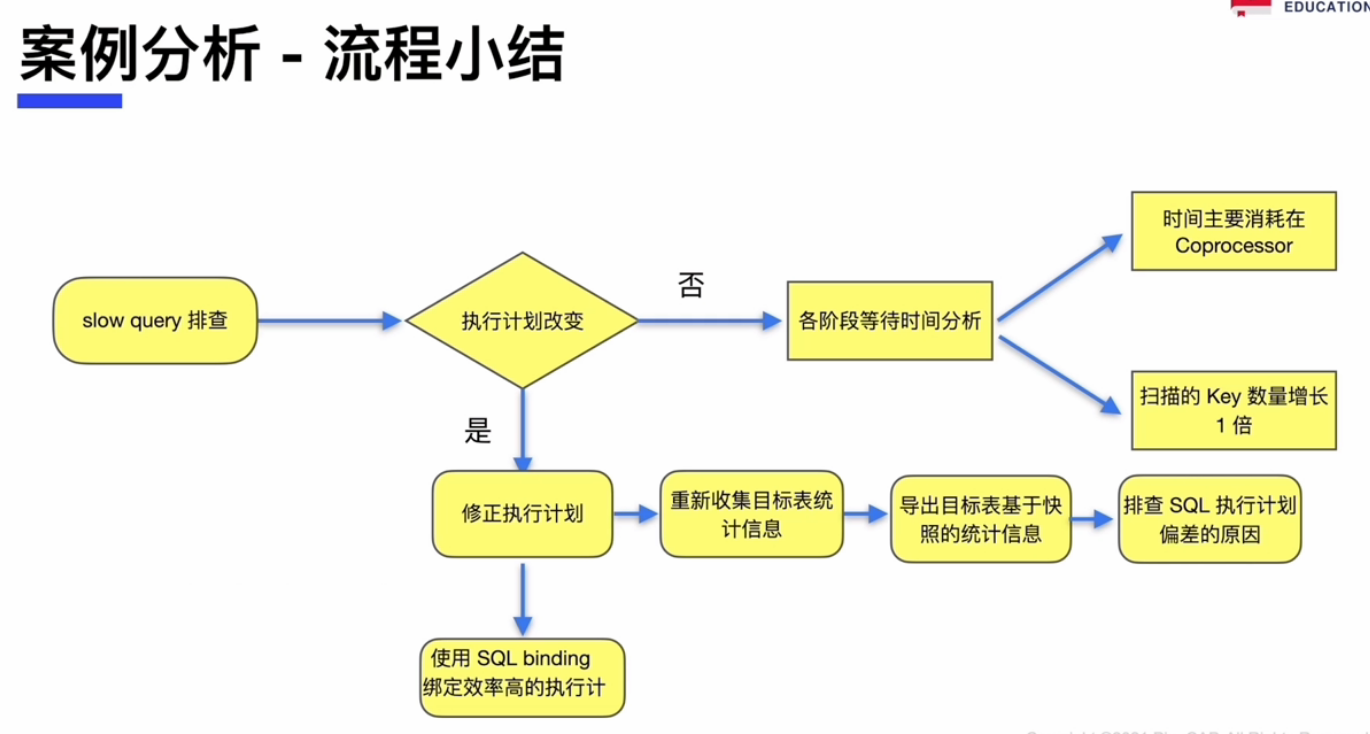 EDUCATION
案例分析 - 流程小结
时间主要消耗在
Coprocessor
否
slow query 排查
执行计划改变
各阶段等待时间分析
扫描的 Key 数量增长
1 倍
是
修正执行计划
重新收集目标表统
计信息
导出目标表基于快
照的统计信息
排查 SQL 执行计划
偏差的原因
使用 SQL binding
绑定效率高的执行计